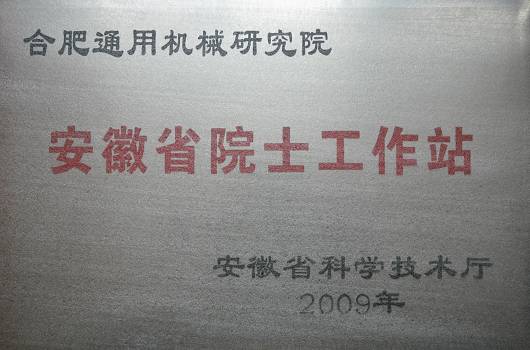 合肥通用机械研究院
安徽省院士工作站
安徽省科学技术厅
2009年